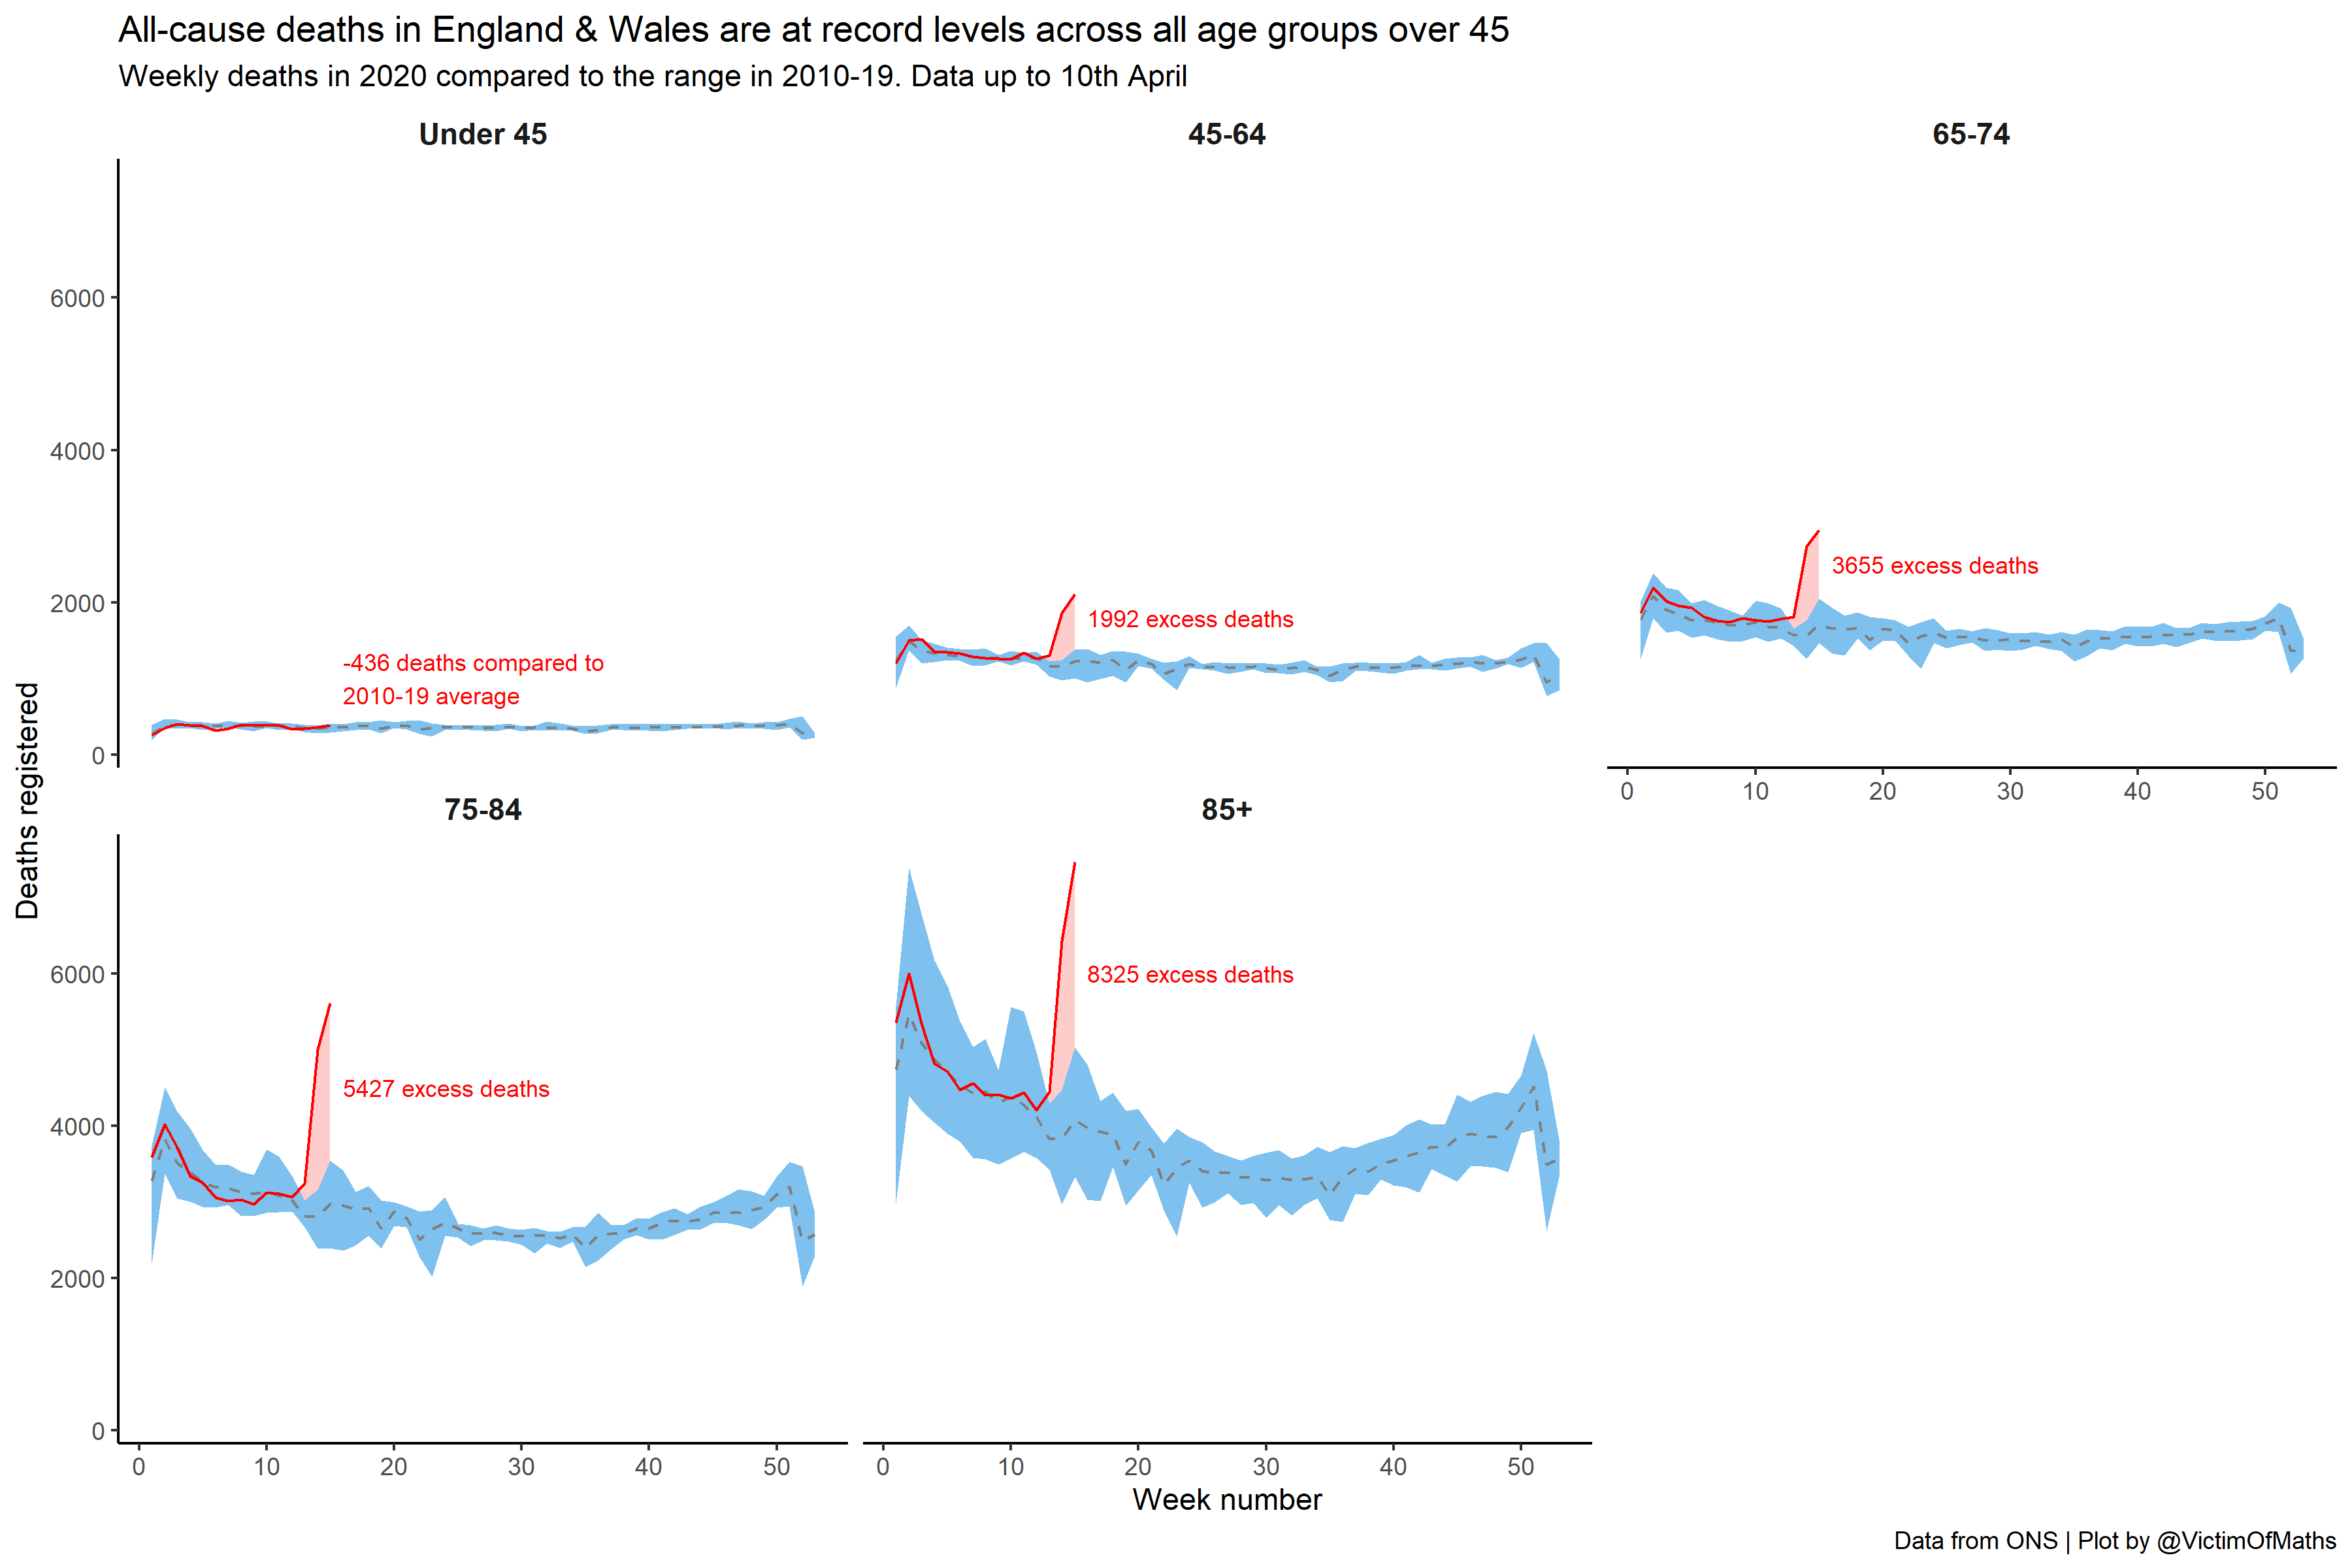 All-cause deaths in England & Wales are at record levels across all age groups over 45
Weekly deaths in 2020 compared to the range in 2010-19. Data up to 10th April
Under 45
45-64
65-74
6000
4000
2000
0
-436 deaths compared to
2010-19 average
1992 excess deaths
3655 excess deaths
0 10 20 30 40 50
Deaths registered
75-84
85+
6000
4000
2000
0
5427 excess deaths
8325 excess deaths
0 10 20 30 40 50
0 10 20 30 40 50
Week number
Data from ONS | Plot by @VictimOfMaths